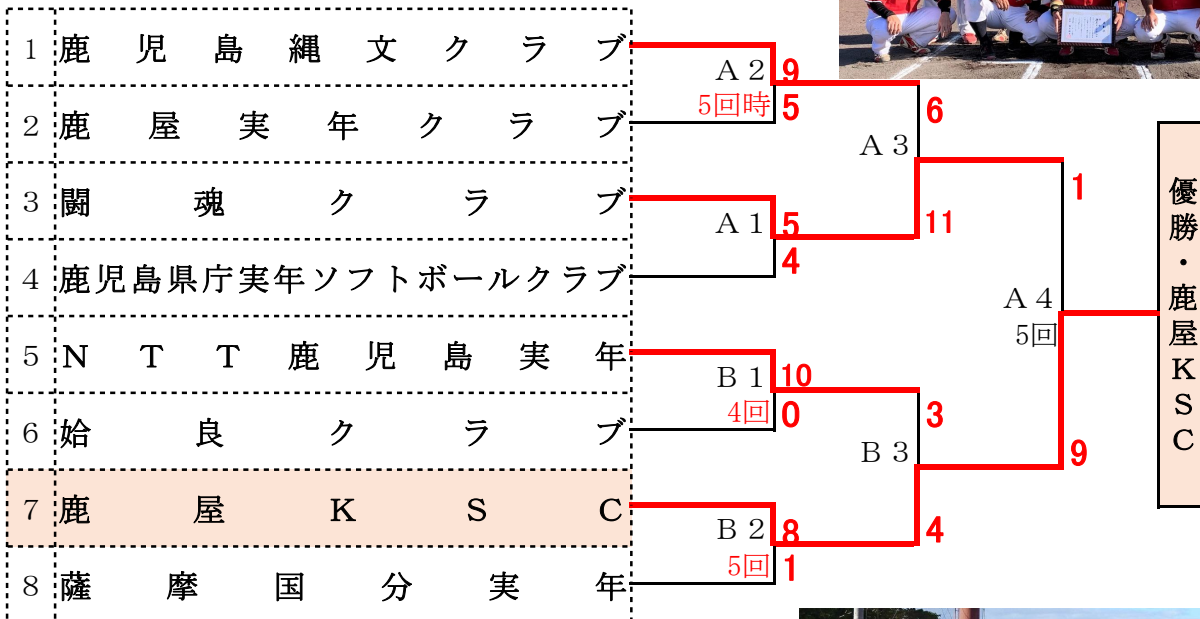 1 鹿児島縄文クラブ
2 鹿屋実年クラブ
3 闘魂クラブ
4 鹿児島県庁実年ソフトボールクラブ
5 NTT鹿児島実年
6 姶良クラブ
7 鹿屋KSC
8 薩摩国分実年
A2 9
5回時 5
A1 5
4
B1 10
4回 0
B2 8
5回 1
6
A3
11
3
B3
4
1
A4
5回
9
優勝・鹿屋KSC